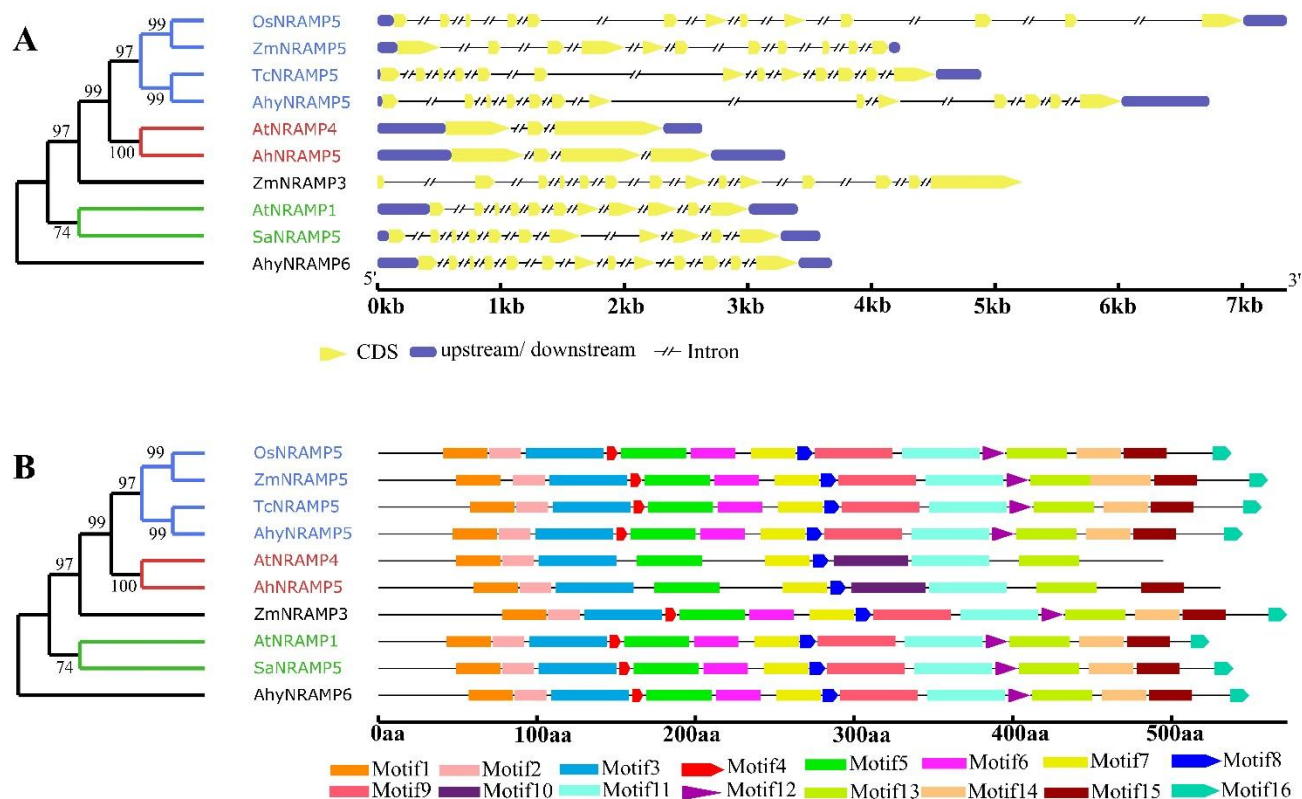 A
OsNRAMP5
99
ZmNRAMP5
97
TcNRAMP5
99
99
AhyNRAMP5
97
AtNRAMP4
100
AhNRAMP5
ZmNRAMP3
AtNRAMP1
74
SaNRAMP5
AhyNRAMP6
5' 3'
0kb 1kb 2kb 3kb 4kb 5kb 6kb 7kb
CDS upstream/ downstream Intron
B
OsNRAMP5
99
ZmNRAMP5
97
TcNRAMP5
99
99
AhyNRAMP5
97
AtNRAMP4
100
AhNRAMP5
ZmNRAMP3
AtNRAMP1
74
SaNRAMP5
AhyNRAMP6
0aa 100aa 200aa 300aa 400aa 500aa
Motif1 Motif2 Motif3 Motif4 Motif5 Motif6 Motif7 Motif8
Motif9 Motif10 Motif11 Motif12 Motif13 Motif14 Motif15 Motif16